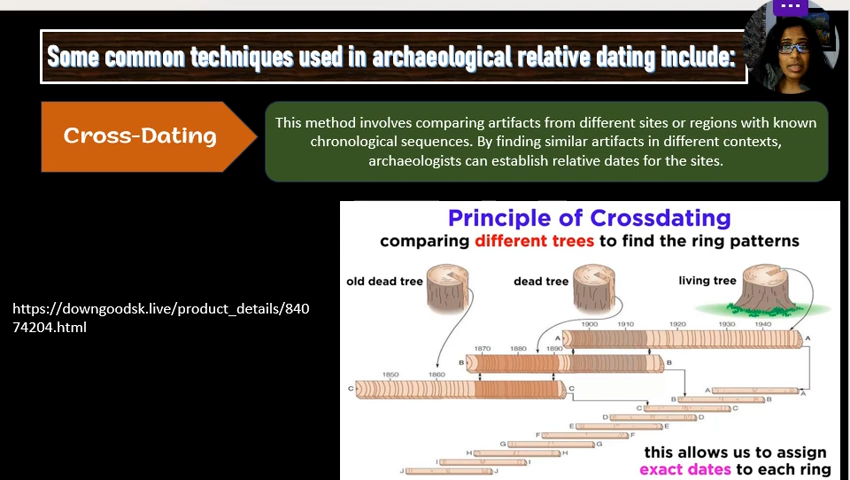 Some common techniques used in archaeological relative dating include:
Cross-Dating
This method involves comparing artifacts from different sites or regions with known
chronological sequences. By finding similar artifacts in different contexts,
archaeologists can establish relative dates for the sites.
Principle of Crossdating
comparing different trees to find the ring patterns
old dead tree
dead tree
living tree
https://downgoodsk.live/product_details/840
74204.html
1900 1910 1920 1930 1940
A A
1870 1880 1890
B B
1850 1860
C C
A A
B B
C C
D D
E E
F F
G G
H H
I I
J J
this allows us to assign
exact dates to each ring